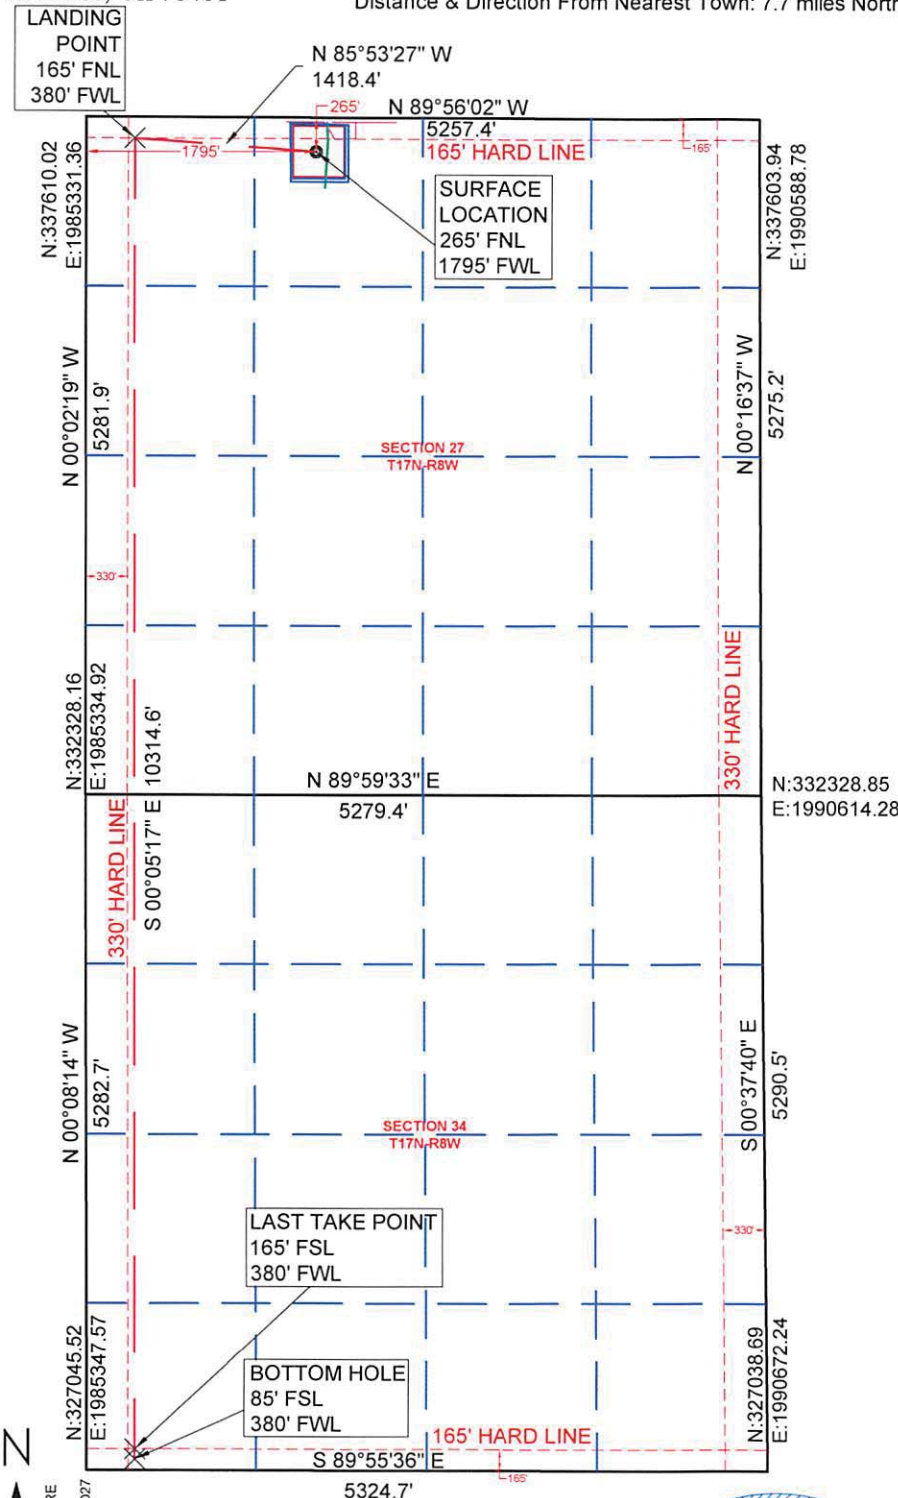 Distance & Direction From Nearest Town: 7.7 miles North
LANDING
POINT
165' FNL
380' FWL
N 85°53'27" W
1418.4'
265'
N 89°56'02" W
5257.4'
165' HARD LINE
165'
1795'
SURFACE
LOCATION
265' FNL
1795' FWL
N:337610.02
E:1985331.36
N:337603.94
E:1990588.78
N 00°02'19" W
5281.9'
N 00°16'37" W
5275.2'
SECTION 27
T17N-R8W
330'
330' HARD LINE
N:332328.16
E:1985334.92
S 00°05'17" E 10314.6'
N 89°59'33" E
5279.4'
N:332328.85
E:1990614.28
330' HARD LINE
N 00°08'14" W
5282.7'
S 00°37'40" E
5290.5'
SECTION 34
T17N-R8W
LAST TAKE POINT
165' FSL
380' FWL
330'
BOTTOM HOLE
85' FSL
380' FWL
N:327045.52
E:1985347.57
N:327038.69
E:1990672.24
165' HARD LINE
S 89°55'36" E
165'
5324.7'
N